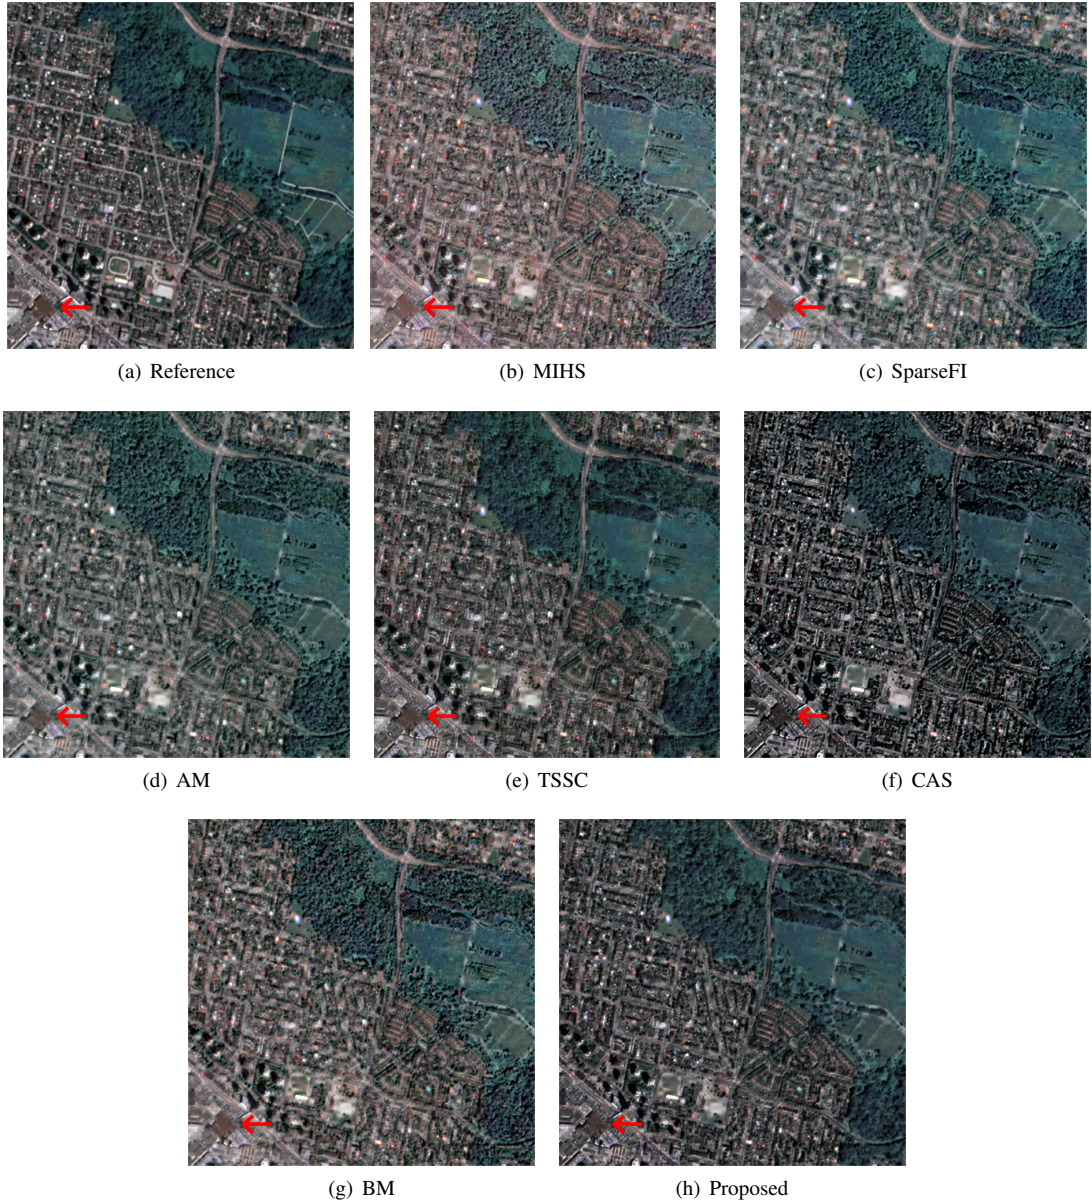 (a) Reference
(b) MIHS
(c) SparseFI
(d) AM
(e) TSSC
(f) CAS
(g) BM
(h) Proposed